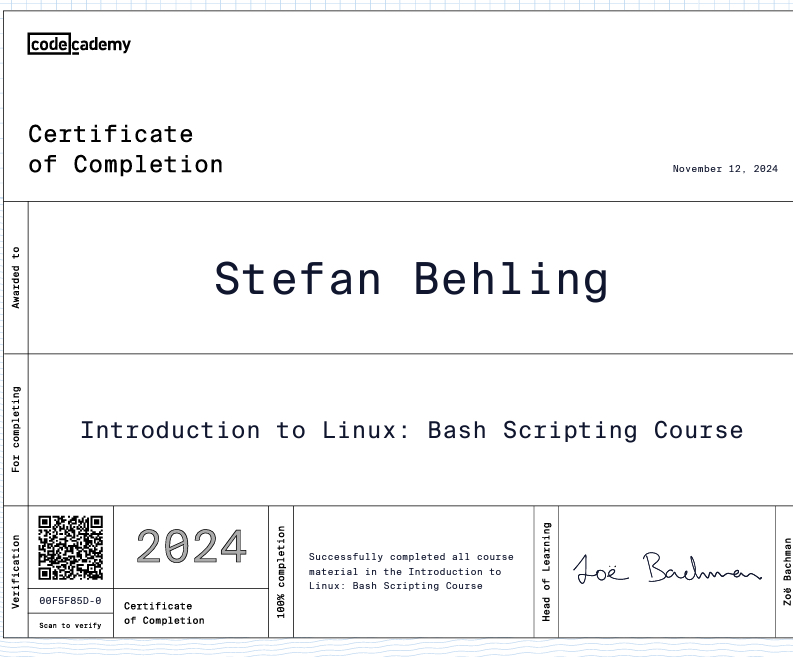 codecademy
Certificate
of Completion
November 12, 2024
Awarded to
Stefan Behling
For completing
Introduction to Linux: Bash Scripting Course
Verification
00F5F85D-0
Scan to verify
2024
Certificate
of Completion
100% completion
Successfully completed all course
material in the Introduction to
Linux: Bash Scripting Course
Head of Learning
Zoë Bachman
Zoë Bachman